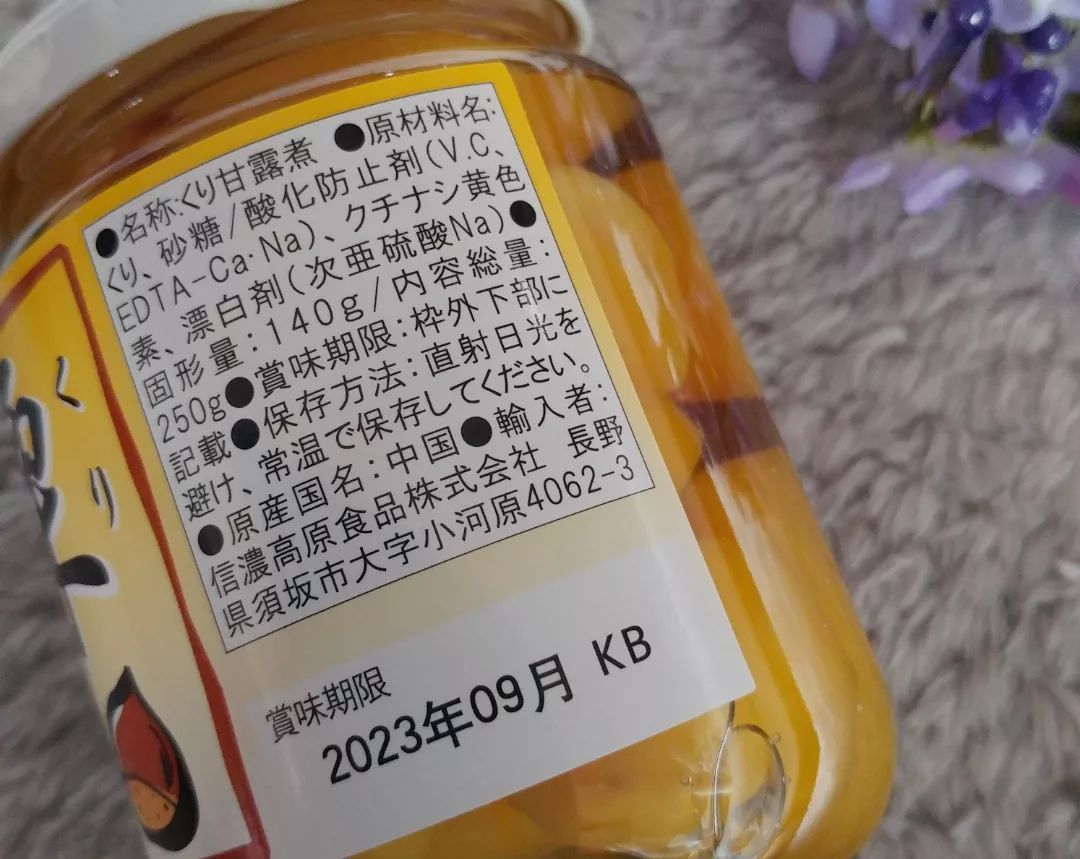 ●名称:くり甘露煮 ●原材料名:
くり、砂糖/酸化防止剤(V.C、
EDTA-Ca·Na)、クチナシ黄色
素、漂白剤(次亜硫酸Na)●
固形量:140g/内容総量:
250g●賞味期限:枠外下部に
記載●保存方法:直射日光を
避け、常温で保存してください。
●原産国名:中国●輸入者:
信濃高原食品株式会社 長野
県須坂市大字小河原4062-3
賞味期限
2023年09月 KB
くり